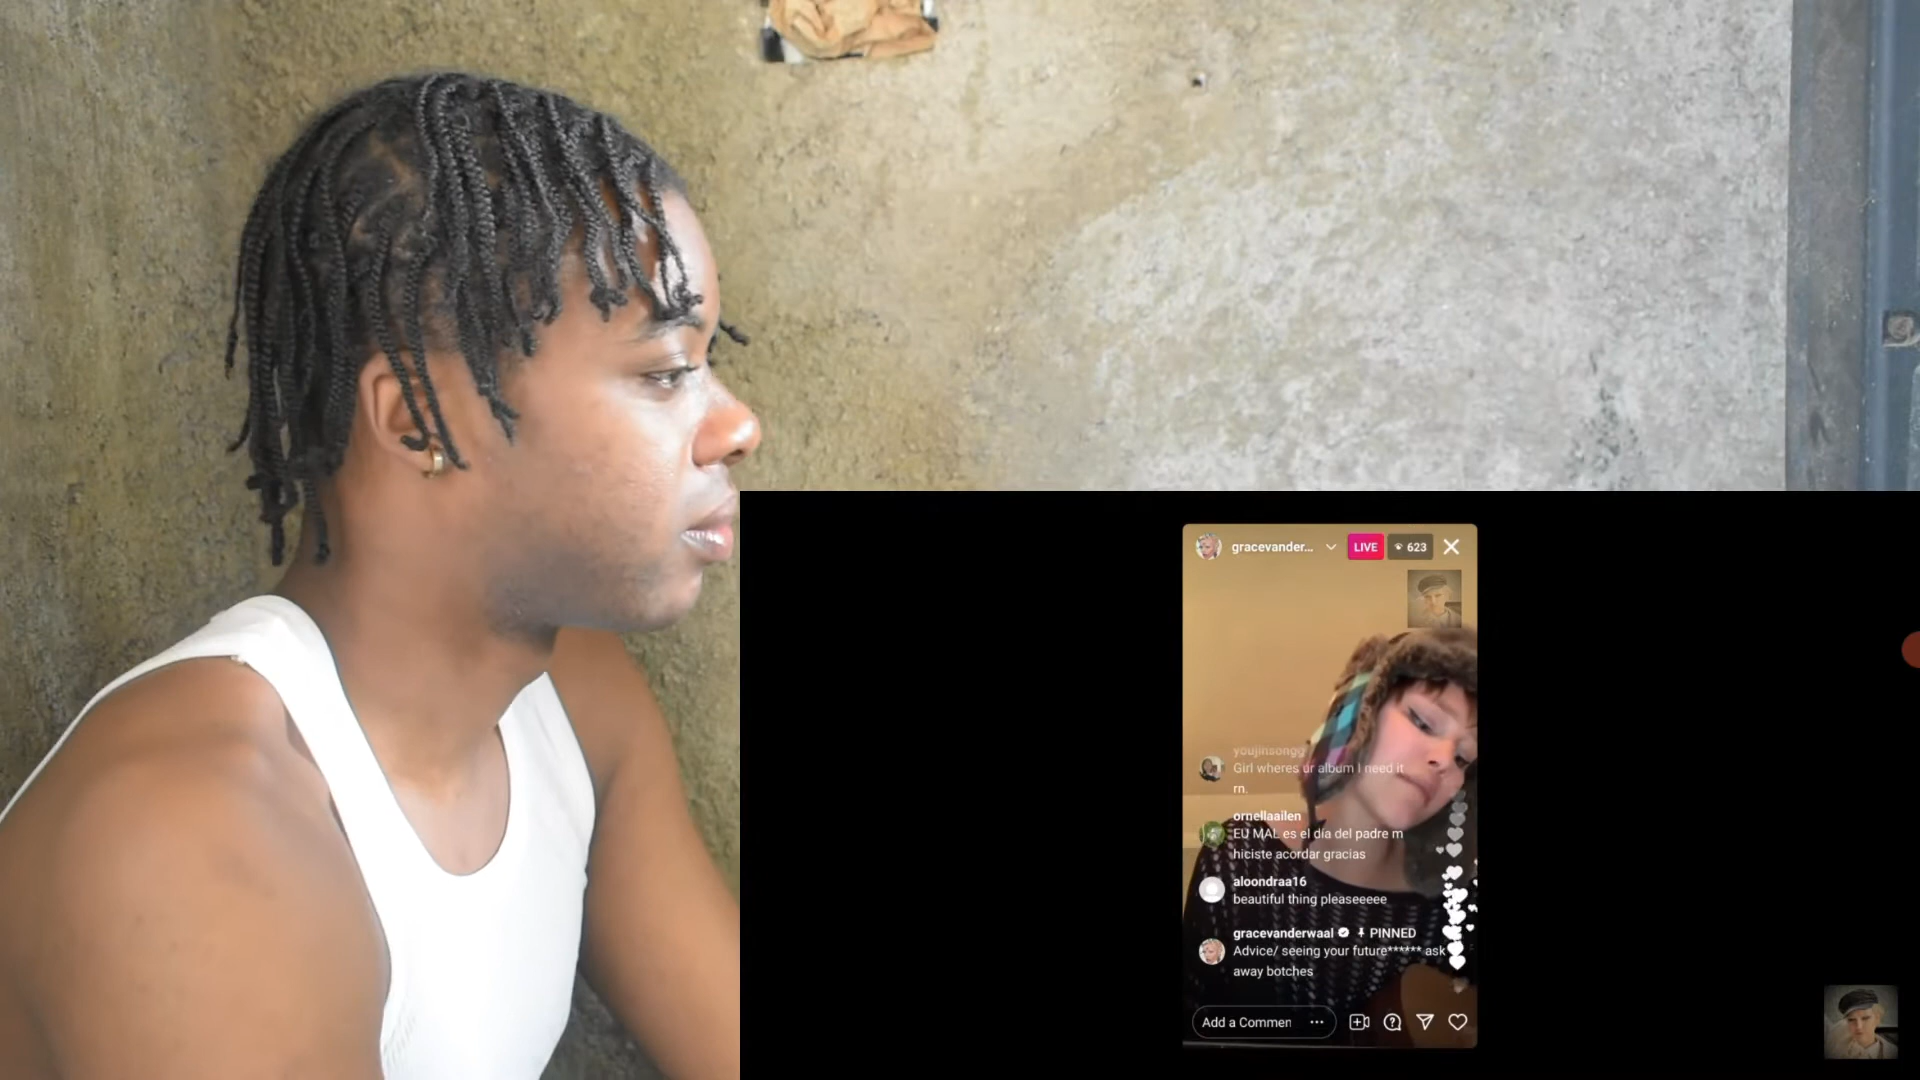 gracevander...
LIVE
623
youjinsongg
Girl wheres ur album I need it
rn.
ornellaailen
EU MAL es el día del padre m
hiciste acordar gracias
aloondraa16
beautiful thing pleaseeeee
gracevanderwaal PINNED
Advice/ seeing your future****** ask
away botches
Add a Commen